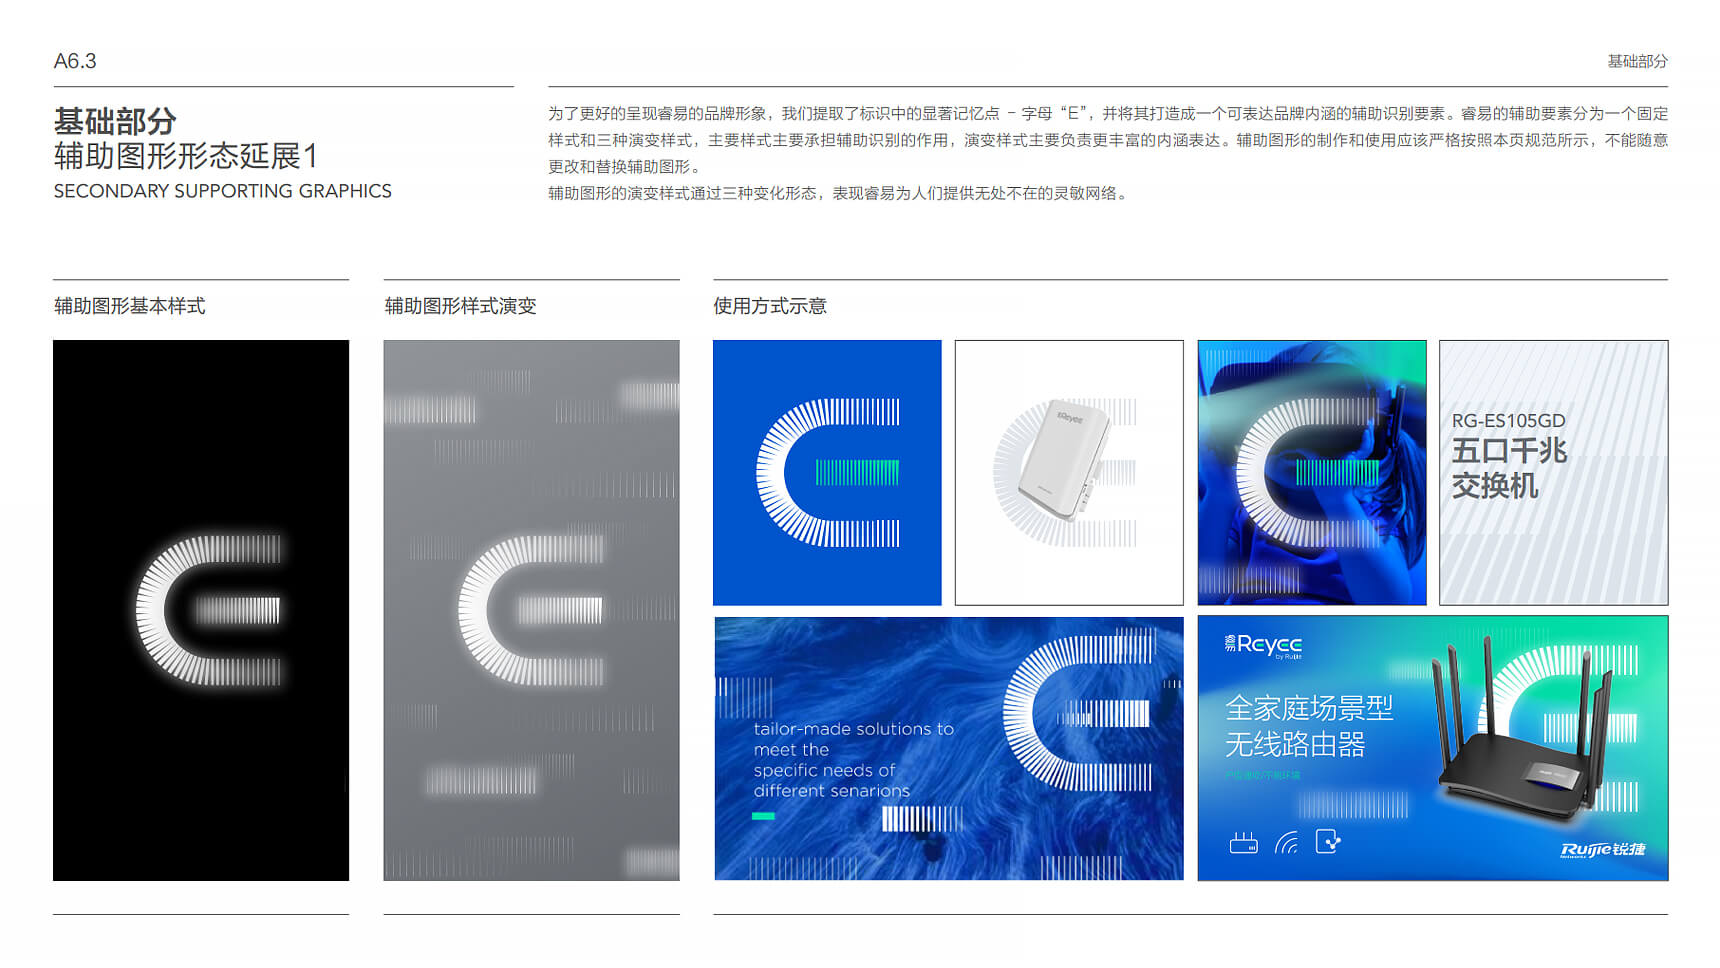 A6.3
基础部分
基础部分
辅助图形形态延展1
SECONDARY SUPPORTING GRAPHICS
为了更好的呈现睿易的品牌形象，我们提取了标识中的显著记忆点 – 字母“E”，并将其打造成一个可表达品牌内涵的辅助识别要素。睿易的辅助要素分为一个固定
样式和三种演变样式，主要样式主要承担辅助识别的作用，演变样式主要负责更丰富的内涵表达。辅助图形的制作和使用应该严格按照本页规范所示，不能随意
更改和替换辅助图形。
辅助图形的演变样式通过三种变化形态，表现睿易为人们提供无处不在的灵敏网络。
辅助图形基本样式
辅助图形样式演变
使用方式示意
Reyee
RG-ES105GD
五口千兆
交换机
tailor-made solutions to
meet the
specific needs of
different senarions
睿易 Reyee
by Ruijie
全家庭场景型
无线路由器
Ruijie锐捷
Networks